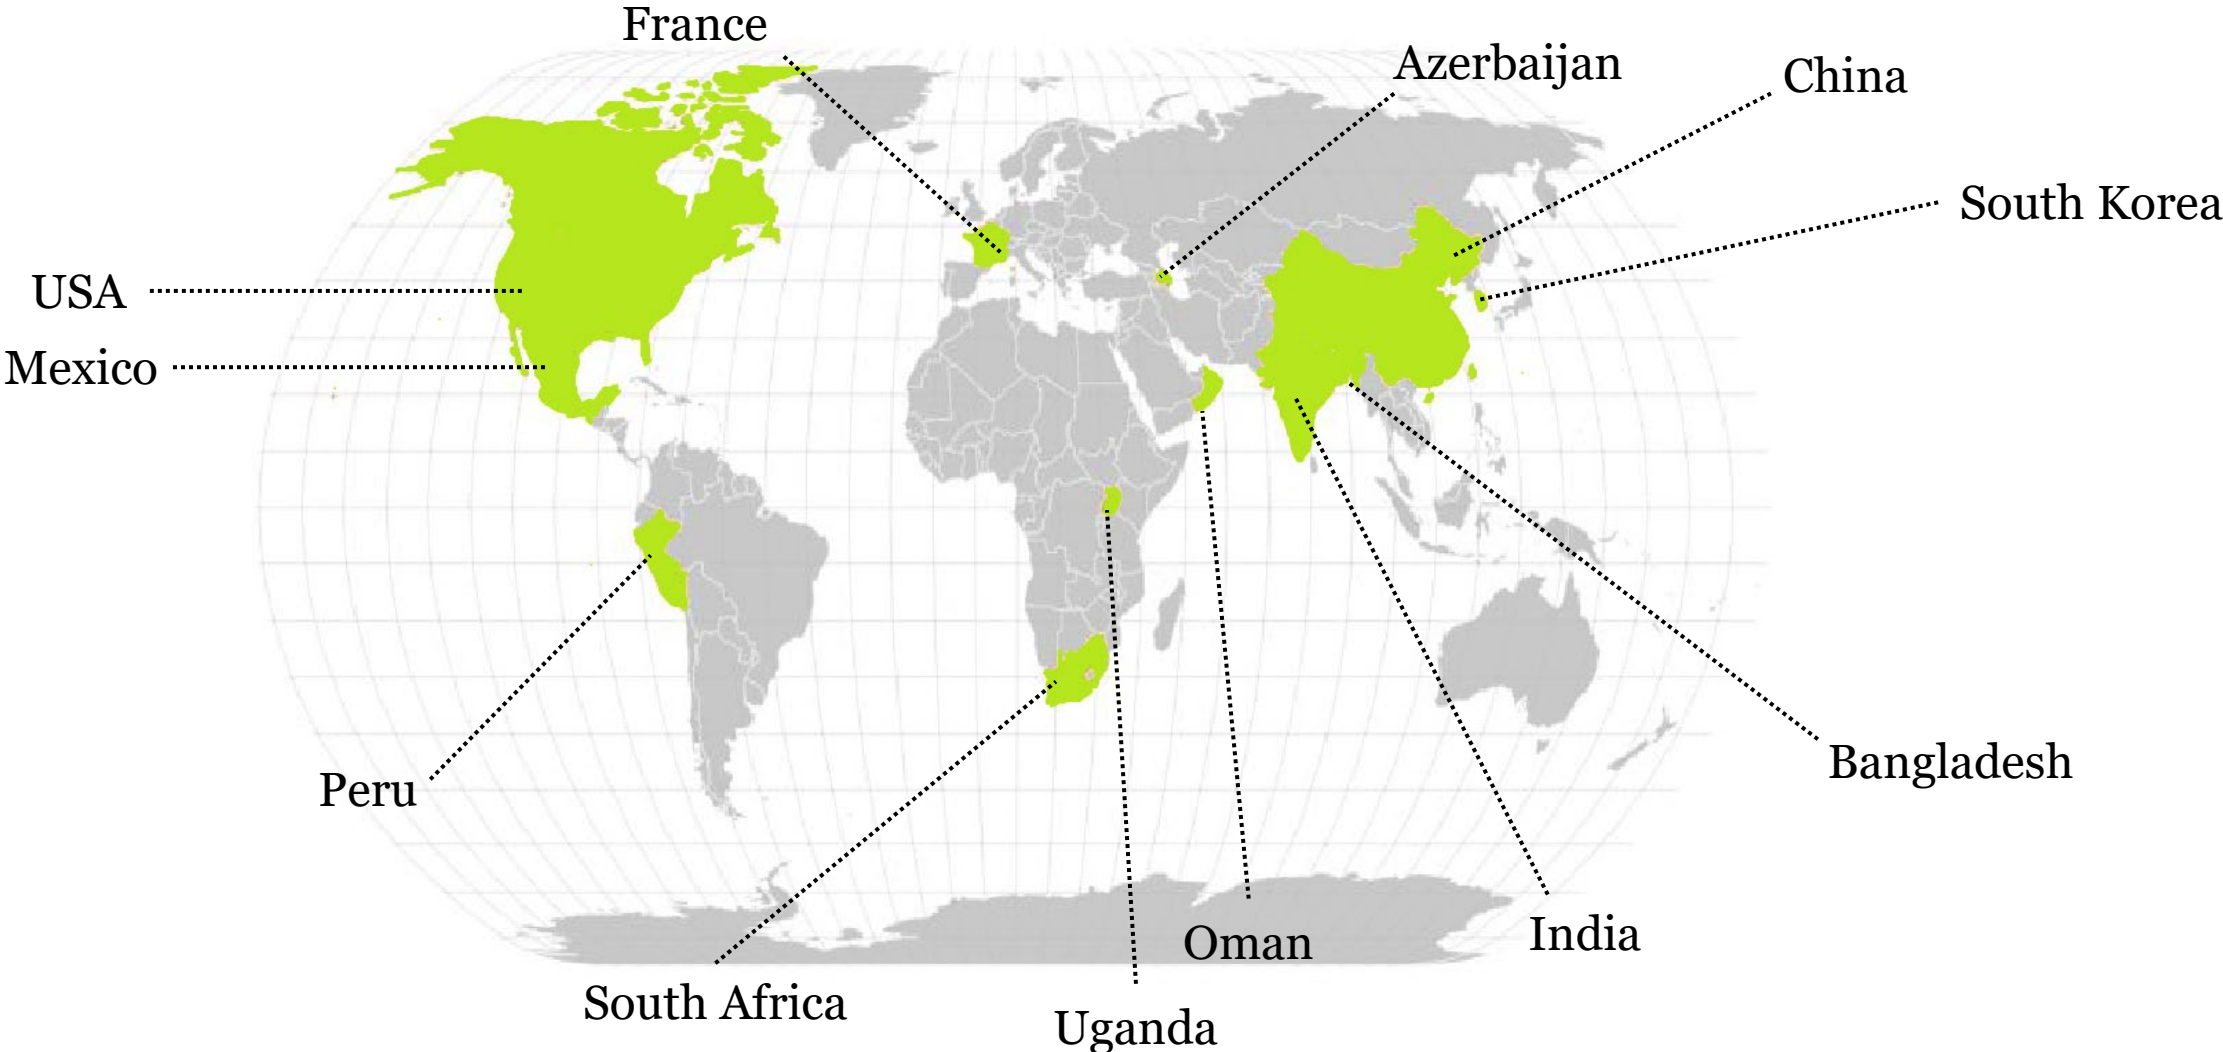 France
Azerbaijan
China
South Korea
USA
Mexico
Bangladesh
Peru
India
Oman
South Africa
Uganda